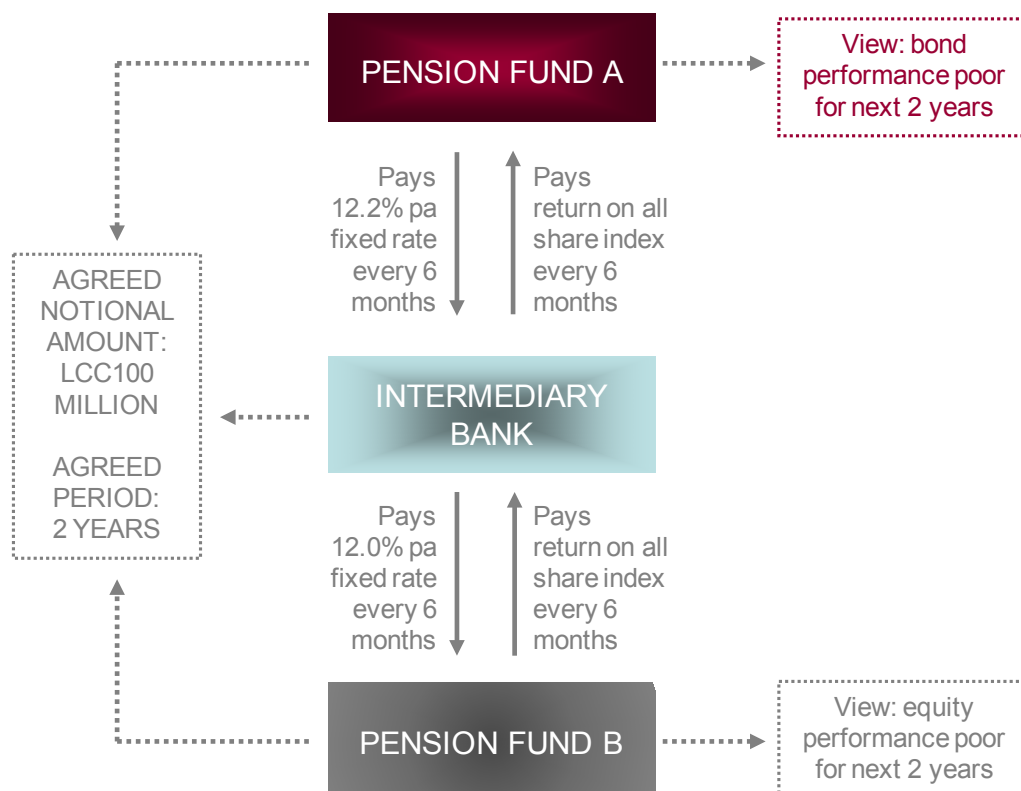 PENSION FUND A
View: bond
performance poor
for next 2 years
Pays
12.2% pa
fixed rate
every 6
months
Pays
return on all
share index
every 6
months
AGREED
NOTIONAL
AMOUNT:
LCC100
MILLION
AGREED
PERIOD:
2 YEARS
INTERMEDIARY
BANK
Pays
12.0% pa
fixed rate
every 6
months
Pays
return on all
share index
every 6
months
PENSION FUND B
View: equity
performance poor
for next 2 years